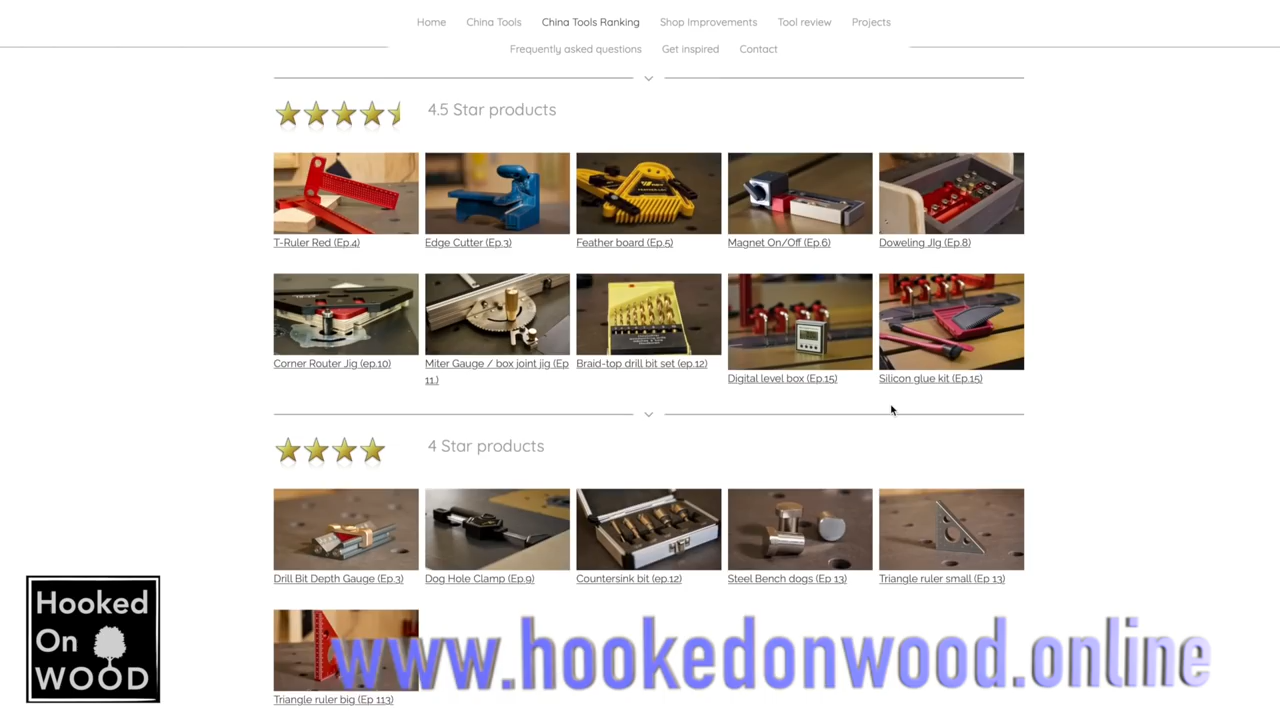 Home China Tools China Tools Ranking Shop Improvements Tool review Projects
Frequently asked questions Get inspired Contact
4.5 Star products
T-Ruler Red (Ep.4) Edge Cutter (Ep.3) Feather board (Ep.5) Magnet On/Off (Ep.6) Doweling JIg (Ep.8)
Corner Router Jig (ep.10) Miter Gauge / box joint jig (Ep 11.) Braid-top drill bit set (ep.12) Digital level box (Ep.15) Silicon glue kit (Ep.15)
4 Star products
Drill Bit Depth Gauge (Ep.3) Dog Hole Clamp (Ep.9) Countersink bit (ep.12) Steel Bench dogs (Ep 13) Triangle ruler small (Ep 13)
Triangle ruler big (Ep 113)
Hooked
On
WOOD
www.hookedonwood.online